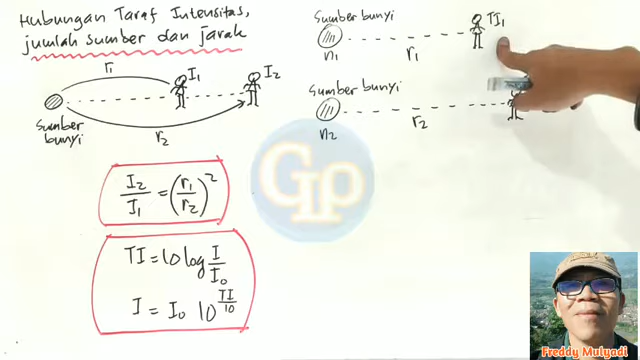 Hubungan Taraf Intensitas,
jumlah sumber dan jarak
r₁
I₁
I₂
sumber
bunyi
r₂
I₂/I₁ = (r₁/r₂)²
TI = 10 log I/I₀
I = I₀ 10^(TI/10)
Sumber bunyi
TI₁
n₁
r₁
Sumber bunyi
n₂
r₂
GIP
Freddy Mulyadi